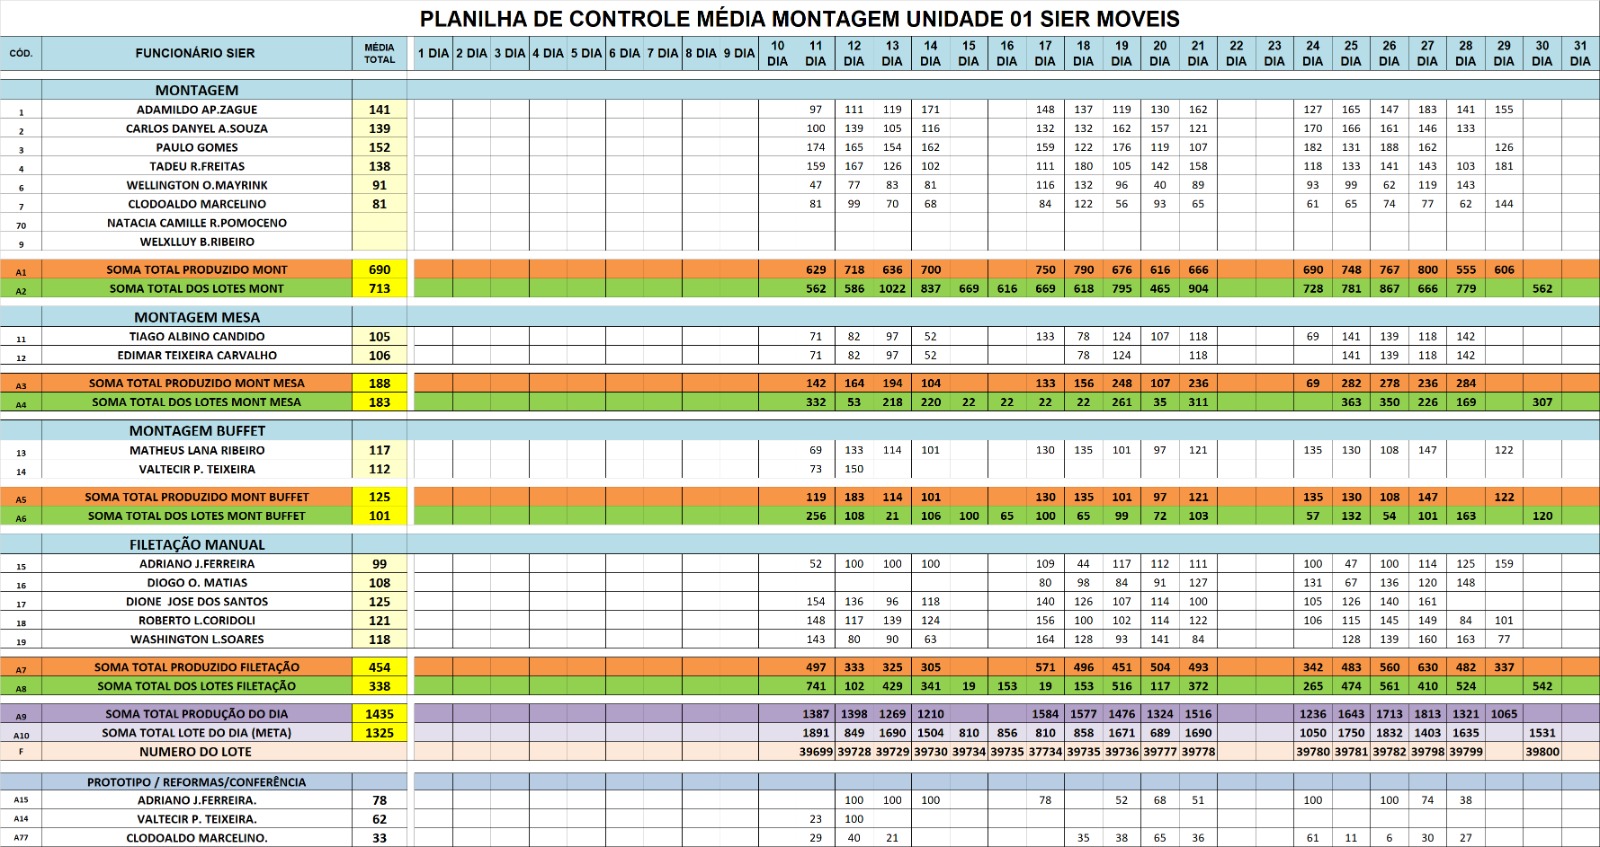 PLANILHA DE CONTROLE MÉDIA MONTAGEM UNIDADE 01 SIER MOVEIS
CÓD. FUNCIONÁRIO SIER MÉDIA TOTAL 1 DIA 2 DIA 3 DIA 4 DIA 5 DIA 6 DIA 7 DIA 8 DIA 9 DIA 10 DIA 11 DIA 12 DIA 13 DIA 14 DIA 15 DIA 16 DIA 17 DIA 18 DIA 19 DIA 20 DIA 21 DIA 22 DIA 23 DIA 24 DIA 25 DIA 26 DIA 27 DIA 28 DIA 29 DIA 30 DIA 31 DIA
MONTAGEM
1 ADAMILDO AP.ZAGUE 141 97 111 119 171 148 137 119 130 162 127 165 147 183 141 155
2 CARLOS DANYEL A.SOUZA 139 100 139 105 116 132 132 162 157 121 170 166 161 146 133
3 PAULO GOMES 152 174 165 154 162 159 122 176 119 107 182 131 188 162 126
4 TADEU R.FREITAS 138 159 167 126 102 111 180 105 142 158 118 133 141 143 103 181
6 WELLINGTON O.MAYRINK 91 47 77 83 81 116 132 96 40 89 93 99 62 119 143
7 CLODOALDO MARCELINO 81 81 99 70 68 84 122 56 93 65 61 65 74 77 62 144
70 NATACIA CAMILLE R.POMOCENO
9 WELXLLUY B.RIBEIRO
A1 SOMA TOTAL PRODUZIDO MONT 690 629 718 636 700 750 790 676 616 666 690 748 767 800 555 606
A2 SOMA TOTAL DOS LOTES MONT 713 562 586 1022 837 669 616 669 618 795 465 904 728 781 867 666 779 562
MONTAGEM MESA
11 TIAGO ALBINO CANDIDO 105 71 82 97 52 133 78 124 107 118 69 141 139 118 142
12 EDIMAR TEIXEIRA CARVALHO 106 71 82 97 52 78 124 118 141 139 118 142
A3 SOMA TOTAL PRODUZIDO MONT MESA 188 142 164 194 104 133 156 248 107 236 69 282 278 236 284
A4 SOMA TOTAL DOS LOTES MONT MESA 183 332 53 218 220 22 22 22 22 261 35 311 363 350 226 169 307
MONTAGEM BUFFET
13 MATHEUS LANA RIBEIRO 117 69 133 114 101 130 135 101 97 121 135 130 108 147 122
14 VALTECIR P. TEIXEIRA 112 73 150
A5 SOMA TOTAL PRODUZIDO MONT BUFFET 125 119 183 114 101 130 135 101 97 121 135 130 108 147 122
A6 SOMA TOTAL DOS LOTES MONT BUFFET 101 256 108 21 106 100 65 100 65 99 72 103 57 132 54 101 163 120
FILETAÇÃO MANUAL
15 ADRIANO J.FERREIRA 99 52 100 100 100 109 44 117 112 111 100 47 100 114 125 159
16 DIOGO O. MATIAS 108 80 98 84 91 127 131 67 136 120 148
17 DIONE JOSE DOS SANTOS 125 154 136 96 118 140 126 107 114 100 105 126 140 161
18 ROBERTO L.CORIDOLI 121 148 117 139 124 156 100 102 114 122 106 115 145 149 84 101
19 WASHINGTON L.SOARES 118 143 80 90 63 164 128 93 141 84 128 139 160 163 77
A7 SOMA TOTAL PRODUZIDO FILETAÇÃO 454 497 333 325 305 571 496 451 504 493 342 483 560 630 482 337
A8 SOMA TOTAL DOS LOTES FILETAÇÃO 338 741 102 429 341 19 153 19 153 516 117 372 265 474 561 410 524 542
A9 SOMA TOTAL PRODUÇÃO DO DIA 1435 1387 1398 1269 1210 1584 1577 1476 1324 1516 1236 1643 1713 1813 1321 1065
A10 SOMA TOTAL LOTE DO DIA (META) 1325 1891 849 1690 1504 810 856 810 858 1671 689 1690 1050 1750 1832 1403 1635 1531
F NUMERO DO LOTE 39699 39728 39729 39730 39734 39735 37734 39735 39736 39777 39778 39780 39781 39782 39798 39799 39800
PROTOTIPO / REFORMAS/CONFERÊNCIA
A15 ADRIANO J.FERREIRA. 78 100 100 100 78 52 68 51 100 100 74 38
A14 VALTECIR P. TEIXEIRA. 62 23 100
A77 CLODOALDO MARCELINO. 33 29 40 21 35 38 65 36 61 11 6 30 27